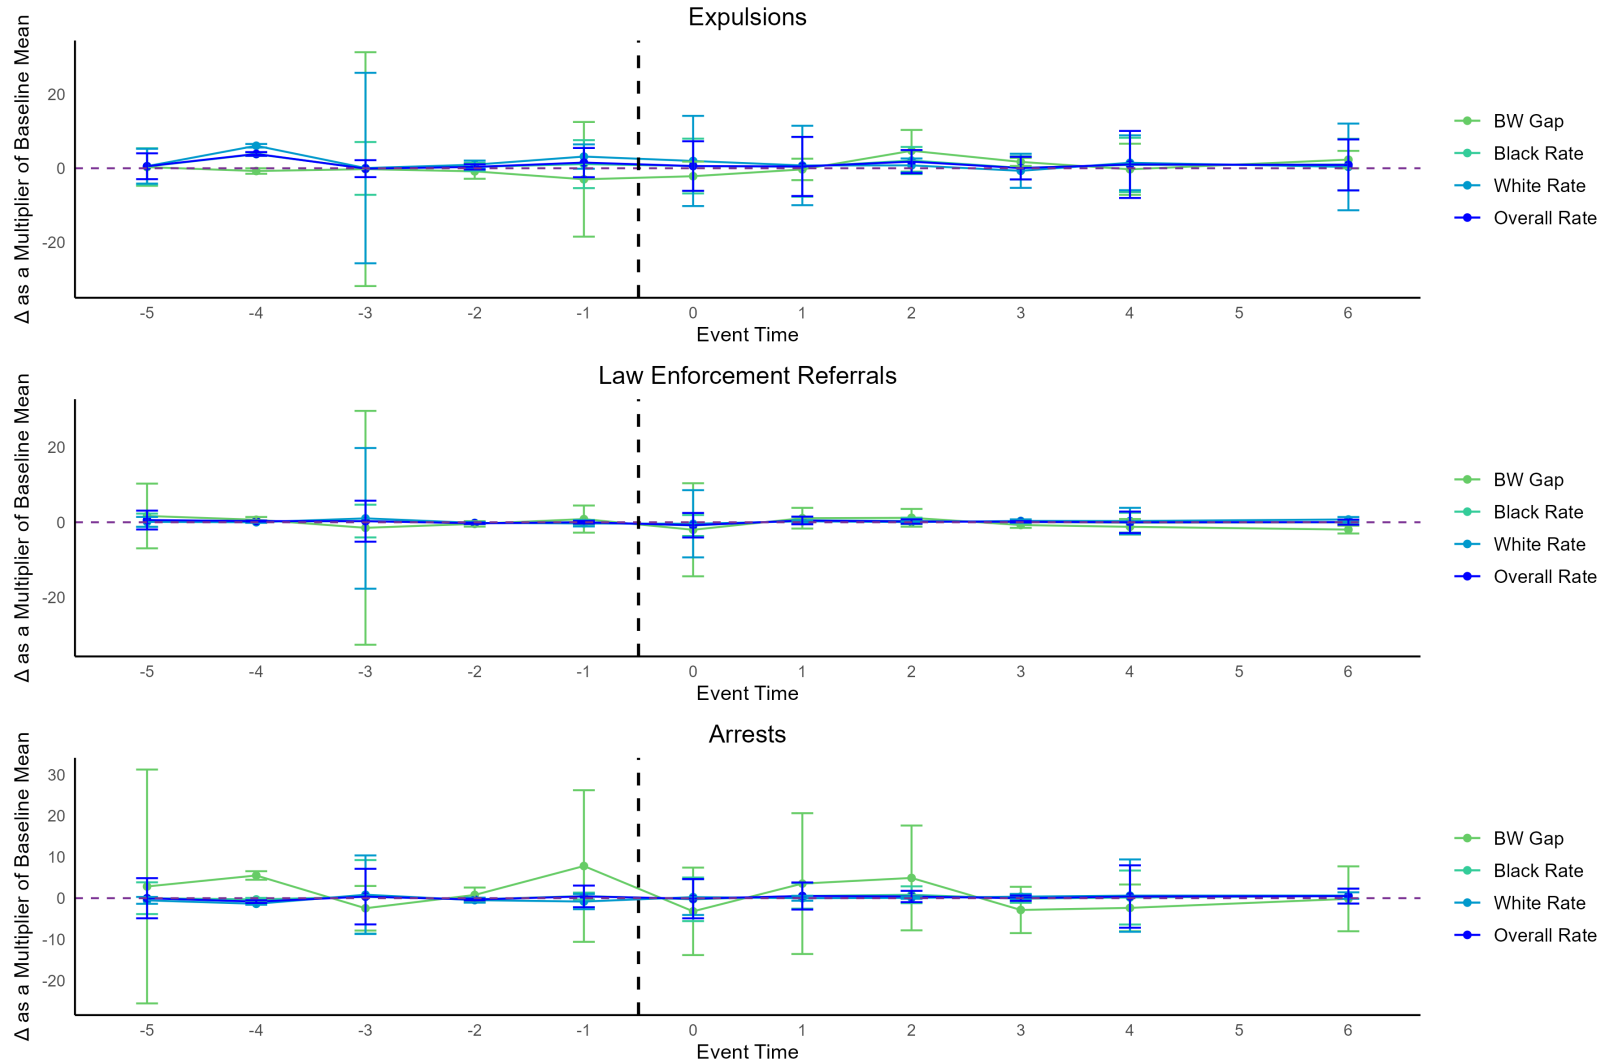 Expulsions
Δ as a Multiplier of Baseline Mean
20
0
-20
-5 -4 -3 -2 -1 0 1 2 3 4 5 6
Event Time
BW Gap
Black Rate
White Rate
Overall Rate
Law Enforcement Referrals
Δ as a Multiplier of Baseline Mean
20
0
-20
-5 -4 -3 -2 -1 0 1 2 3 4 5 6
Event Time
BW Gap
Black Rate
White Rate
Overall Rate
Arrests
Δ as a Multiplier of Baseline Mean
30
20
10
0
-10
-20
-5 -4 -3 -2 -1 0 1 2 3 4 5 6
Event Time
BW Gap
Black Rate
White Rate
Overall Rate